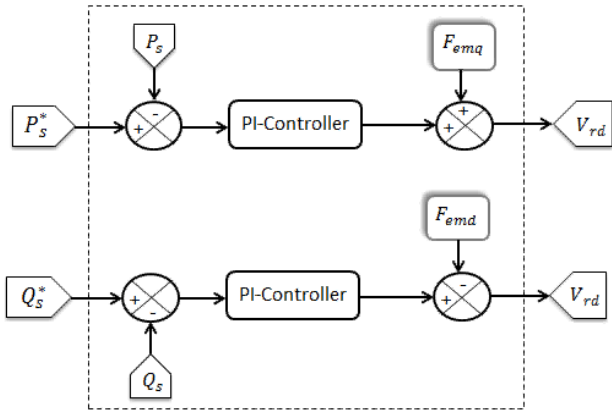 P_s
F_emq
-
+
P_s^*
+
PI-Controller
+
V_rd
F_emd
Q_s^*
+
PI-Controller
-
V_rd
-
Q_s